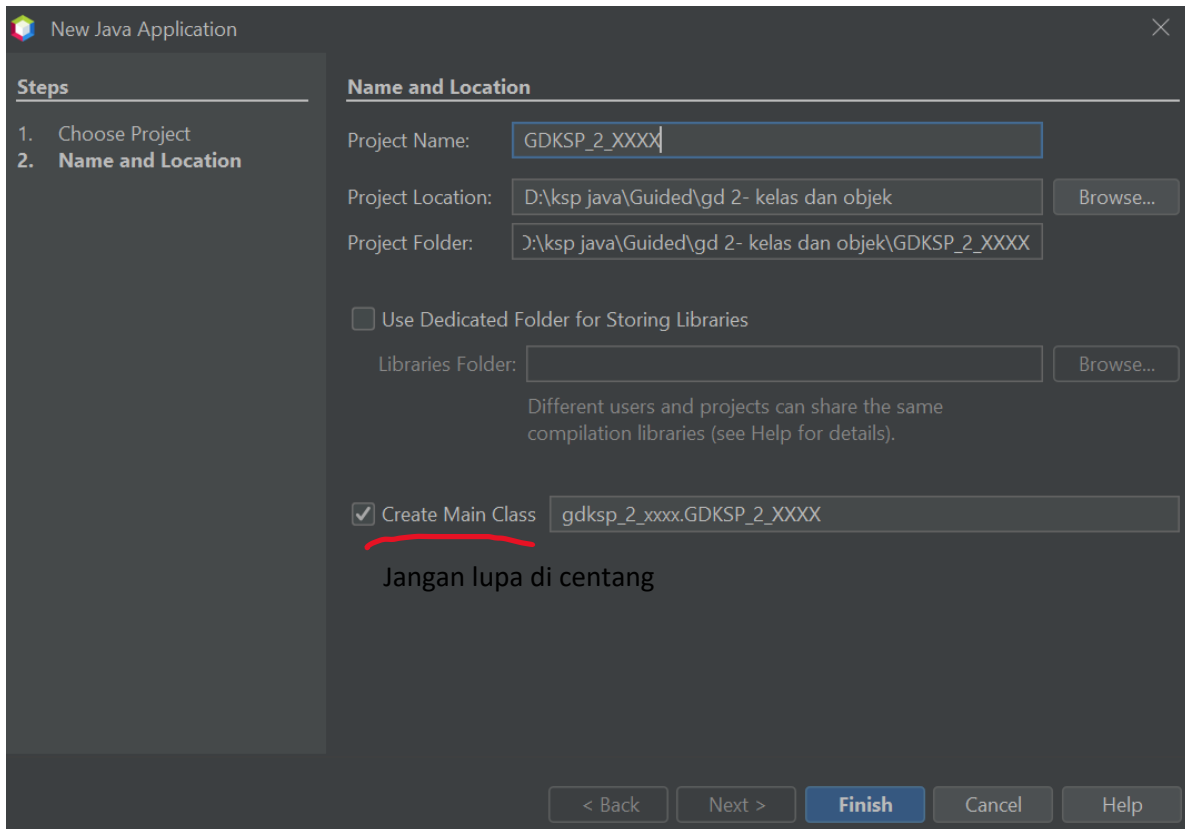 New Java Application
Steps
1. Choose Project
2. Name and Location
Name and Location
Project Name: GDKSP_2_XXXX
Project Location: D:\ksp java\Guided\gd 2- kelas dan objek Browse...
Project Folder: D:\ksp java\Guided\gd 2- kelas dan objek\GDKSP_2_XXXX
Use Dedicated Folder for Storing Libraries
Libraries Folder: Browse...
Different users and projects can share the same
compilation libraries (see Help for details).
Create Main Class gdksp_2_xxxx.GDKSP_2_XXXX
Jangan lupa di centang
< Back Next > Finish Cancel Help